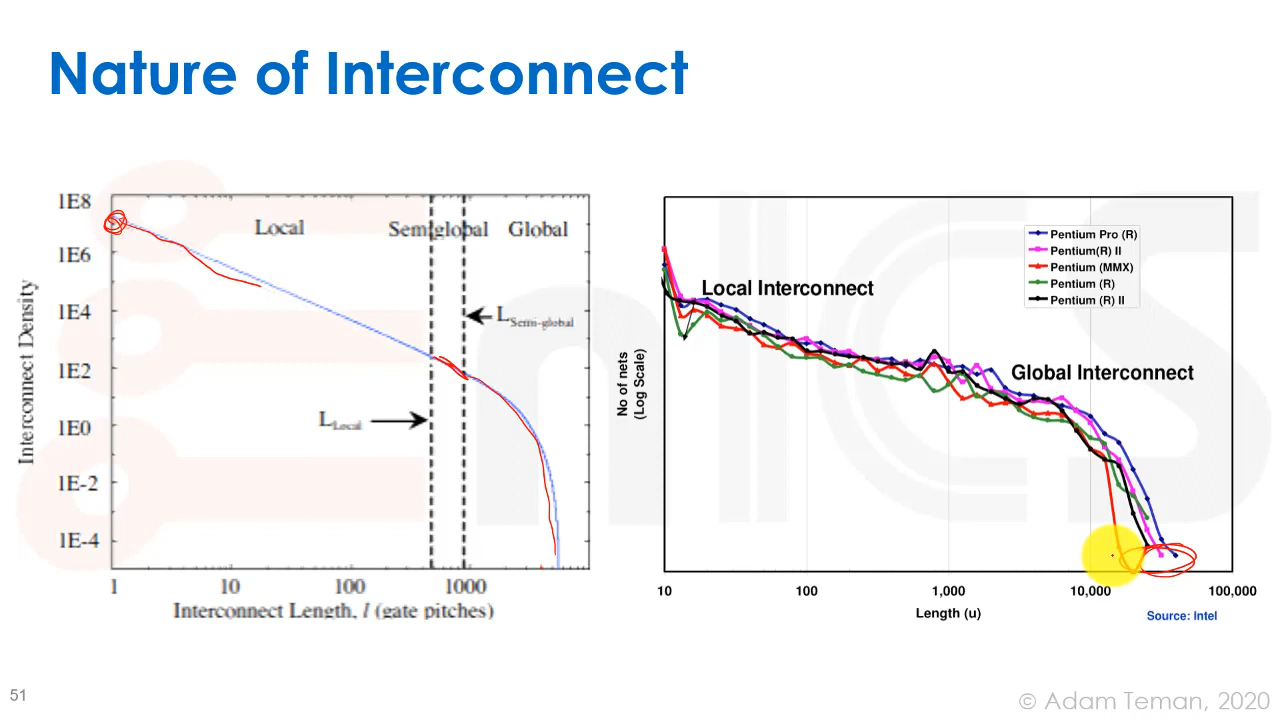 Nature of Interconnect
1E8
1E6
1E4
1E2
1E0
1E-2
1E-4
Interconnect Density
Local
Semiglobal
Global
LSemi-global
LLocal
1
10
100
1000
Interconnect Length, l (gate pitches)
No of nets
(Log Scale)
Local Interconnect
Global Interconnect
Pentium Pro (R)
Pentium(R) II
Pentium (MMX)
Pentium (R)
Pentium (R) II
10
100
1,000
10,000
100,000
Length (u)
Source: Intel
51
© Adam Teman, 2020